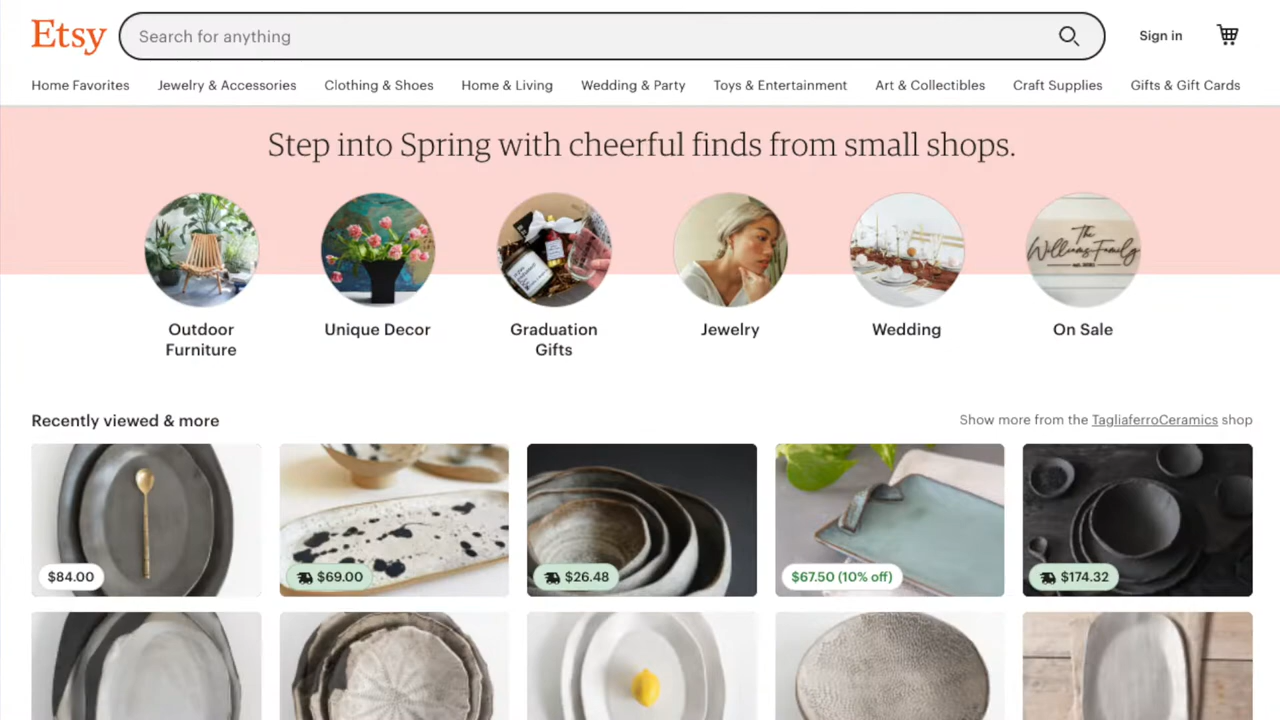 Etsy
Search for anything
Sign in
Home Favorites
Jewelry & Accessories
Clothing & Shoes
Home & Living
Wedding & Party
Toys & Entertainment
Art & Collectibles
Craft Supplies
Gifts & Gift Cards
Step into Spring with cheerful finds from small shops.
The
Williams Family
Outdoor
Furniture
Unique Decor
Graduation
Gifts
Jewelry
Wedding
On Sale
Recently viewed & more
Show more from the TagliaferroCeramics shop
$84.00
$69.00
$26.48
$67.50 (10% off)
$174.32